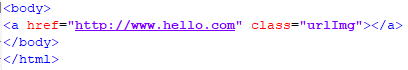 <body>
<a href="http://www.hello.com" class="urlImg"></a>
</body>
</html>